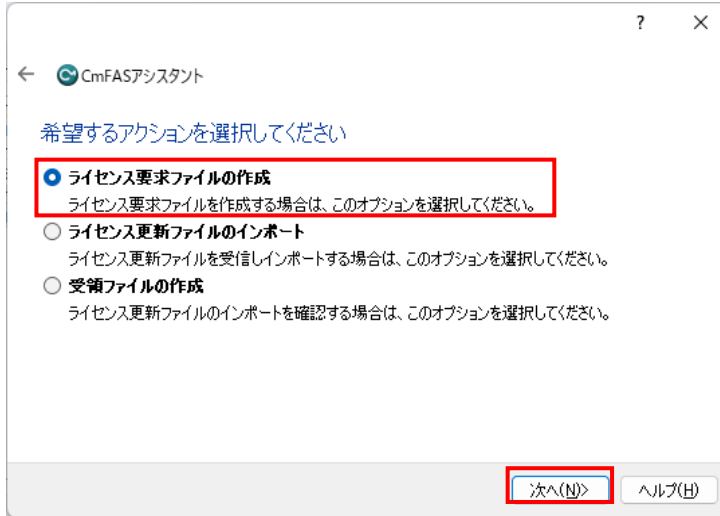 ?
CmFASアシスタント
希望するアクションを選択してください
ライセンス要求ファイルの作成
ライセンス要求ファイルを作成する場合は、このオプションを選択してください。
ライセンス更新ファイルのインポート
ライセンス更新ファイルを受信しインポートする場合は、このオプションを選択してください。
受領ファイルの作成
ライセンス更新ファイルのインポートを確認する場合は、このオプションを選択してください。
次へ(N)> ヘルプ(H)